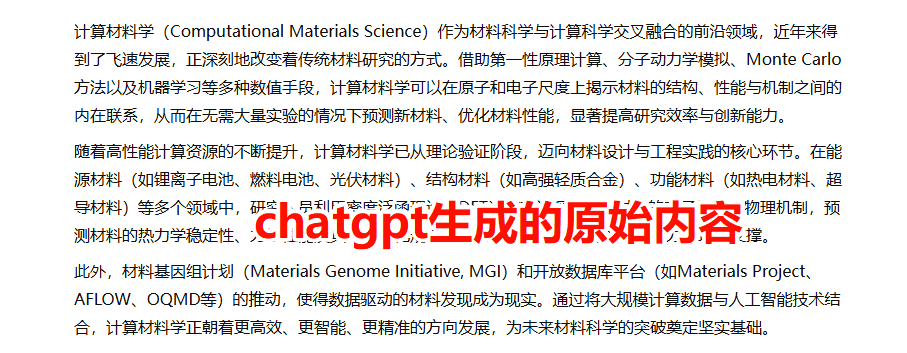 计算材料学（Computational Materials Science）作为材料科学与计算科学交叉融合的前沿领域，近年来得
到了飞速发展，正深刻地改变着传统材料研究的方式。借助第一性原理计算、分子动力学模拟、Monte Carlo
方法以及机器学习等多种数值手段，计算材料学可以在原子和电子尺度上揭示材料的结构、性能与机制之间的
内在联系，从而在无需大量实验的情况下预测新材料、优化材料性能，显著提高研究效率与创新能力。
随着高性能计算资源的不断提升，计算材料学已从理论验证阶段，迈向材料设计与工程实践的核心环节。在能
源材料（如锂离子电池、燃料电池、光伏材料）、结构材料（如高强轻质合金）、功能材料（如热电材料、超
导材料）等多个领域中，研究 物理机制，预
chatgpt生成的原始内容
测材料的热力学稳定性、 撑。
此外，材料基因组计划（Materials Genome Initiative, MGI）和开放数据库平台（如Materials Project、
AFLOW、OQMD等）的推动，使得数据驱动的材料发现成为现实。通过将大规模计算数据与人工智能技术结
合，计算材料学正朝着更高效、更智能、更精准的方向发展，为未来材料科学的突破奠定坚实基础。